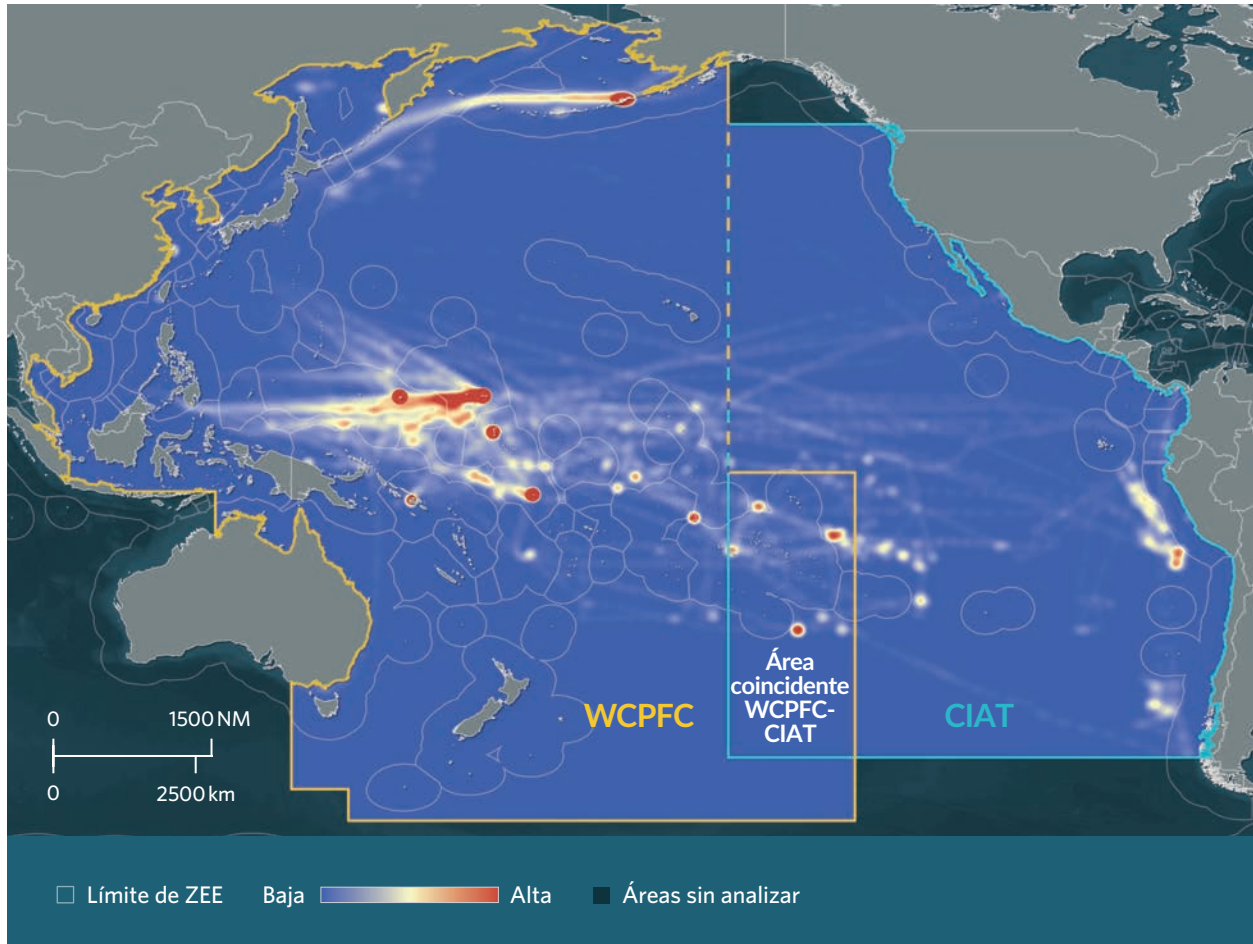 WCPFC
Área
coincidente
WCPFC-
CIAT
CIAT
0 1500 NM
0 2500 km
Límite de ZEE
Baja Alta
Áreas sin analizar